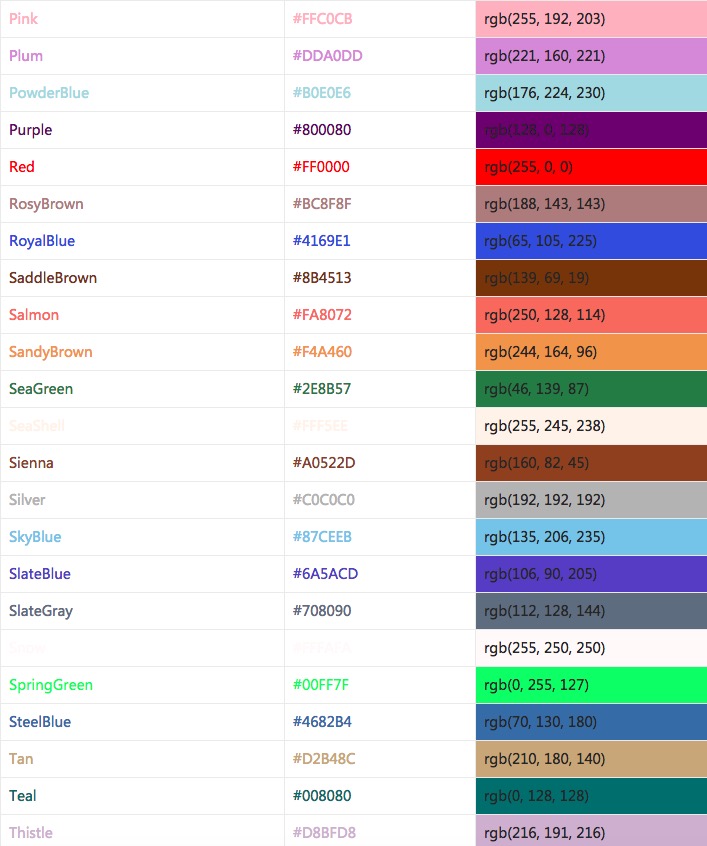 Pink #FFC0CB rgb(255, 192, 203)
Plum #DDA0DD rgb(221, 160, 221)
PowderBlue #B0E0E6 rgb(176, 224, 230)
Purple #800080 rgb(128, 0, 128)
Red #FF0000 rgb(255, 0, 0)
RosyBrown #BC8F8F rgb(188, 143, 143)
RoyalBlue #4169E1 rgb(65, 105, 225)
SaddleBrown #8B4513 rgb(139, 69, 19)
Salmon #FA8072 rgb(250, 128, 114)
SandyBrown #F4A460 rgb(244, 164, 96)
SeaGreen #2E8B57 rgb(46, 139, 87)
SeaShell #FFF5EE rgb(255, 245, 238)
Sienna #A0522D rgb(160, 82, 45)
Silver #C0C0C0 rgb(192, 192, 192)
SkyBlue #87CEEB rgb(135, 206, 235)
SlateBlue #6A5ACD rgb(106, 90, 205)
SlateGray #708090 rgb(112, 128, 144)
Snow #FFFAFA rgb(255, 250, 250)
SpringGreen #00FF7F rgb(0, 255, 127)
SteelBlue #4682B4 rgb(70, 130, 180)
Tan #D2B48C rgb(210, 180, 140)
Teal #008080 rgb(0, 128, 128)
Thistle #D8BFD8 rgb(216, 191, 216)